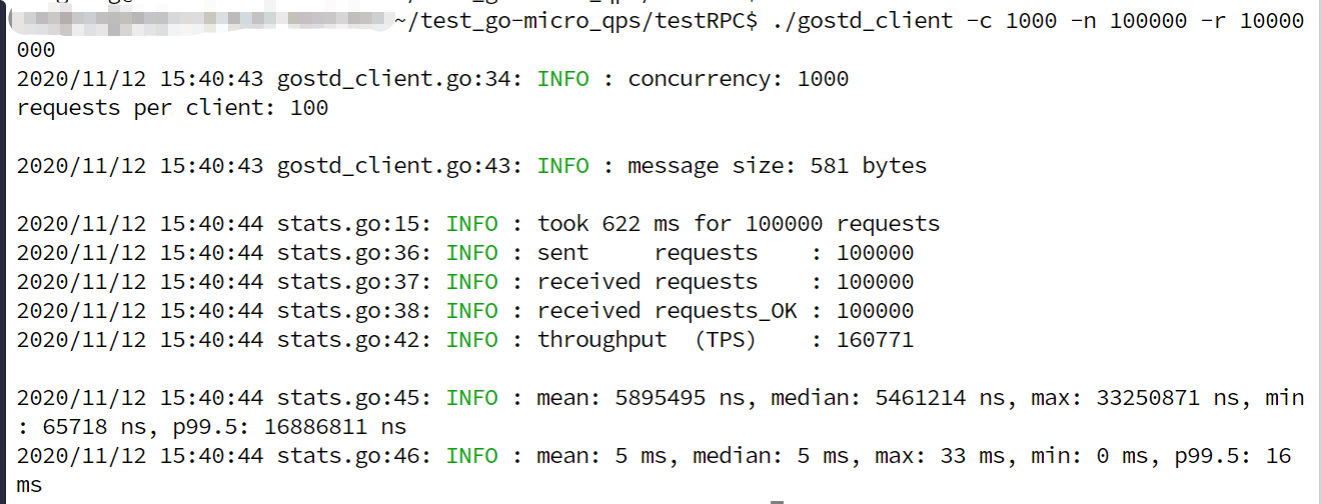 ~/test_go-micro_qps/testRPC$ ./gostd_client -c 1000 -n 100000 -r 10000
000
2020/11/12 15:40:43 gostd_client.go:34: INFO : concurrency: 1000
requests per client: 100
2020/11/12 15:40:43 gostd_client.go:43: INFO : message size: 581 bytes
2020/11/12 15:40:44 stats.go:15: INFO : took 622 ms for 100000 requests
2020/11/12 15:40:44 stats.go:36: INFO : sent     requests    : 100000
2020/11/12 15:40:44 stats.go:37: INFO : received requests    : 100000
2020/11/12 15:40:44 stats.go:38: INFO : received requests_OK : 100000
2020/11/12 15:40:44 stats.go:42: INFO : throughput  (TPS)    : 160771
2020/11/12 15:40:44 stats.go:45: INFO : mean: 5895495 ns, median: 5461214 ns, max: 33250871 ns, min
: 65718 ns, p99.5: 16886811 ns
2020/11/12 15:40:44 stats.go:46: INFO : mean: 5 ms, median: 5 ms, max: 33 ms, min: 0 ms, p99.5: 16
ms